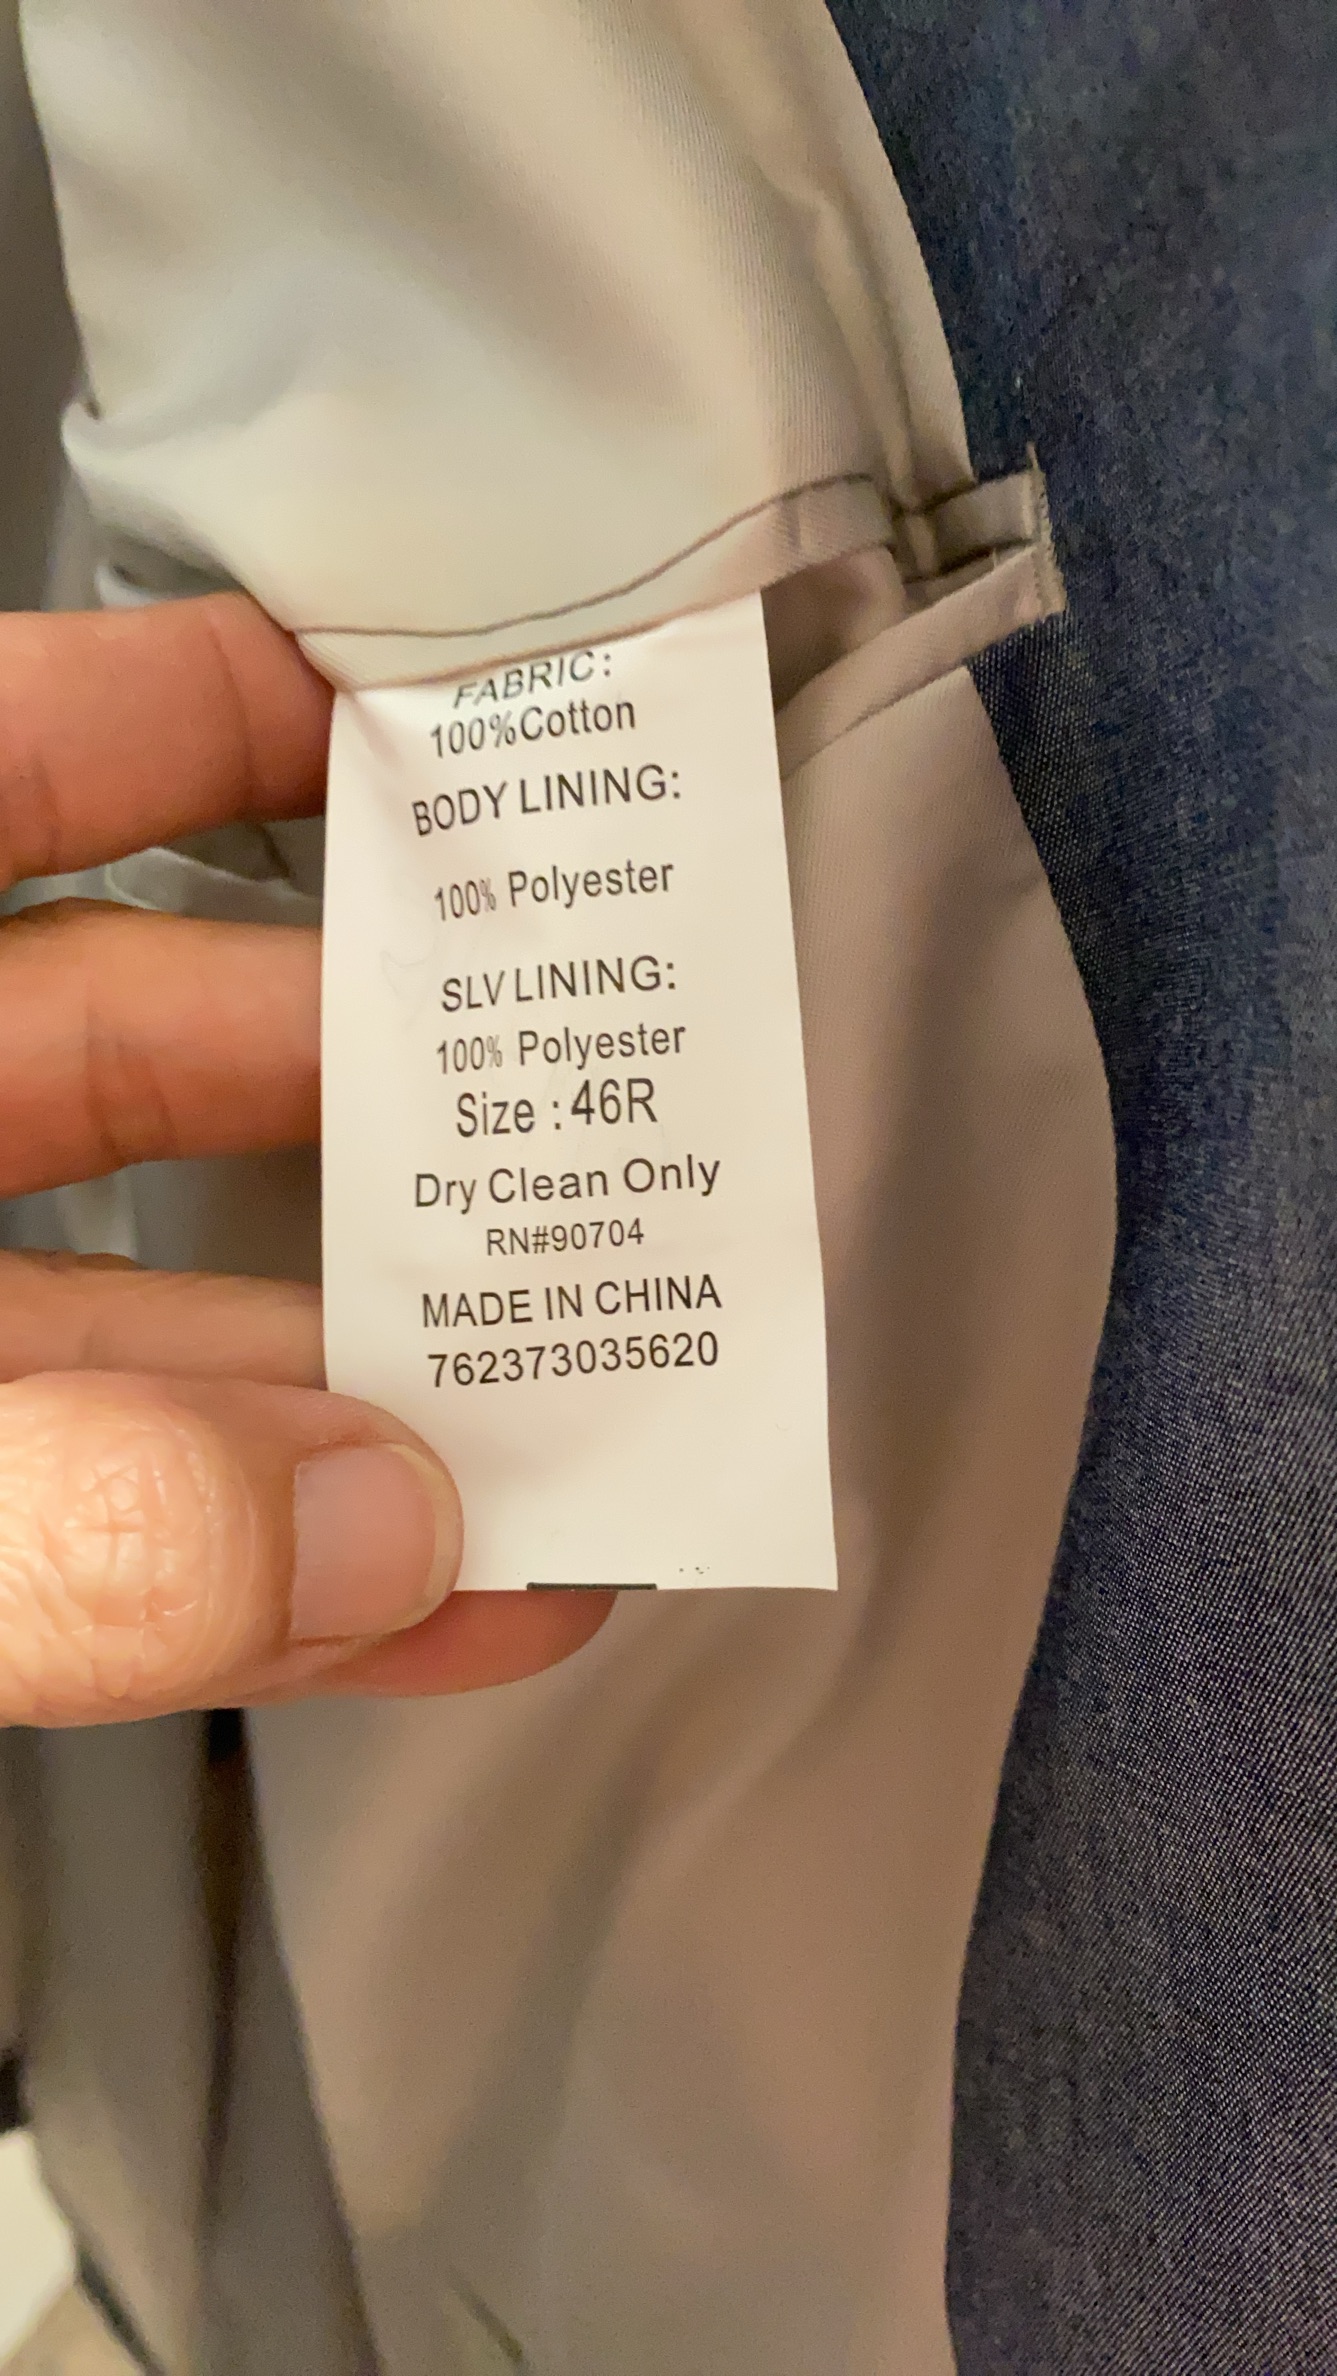 FABRIC:
100%Cotton
BODY LINING:
100% Polyester
SLV LINING:
100% Polyester
Size : 46R
Dry Clean Only
RN#90704
MADE IN CHINA
762373035620